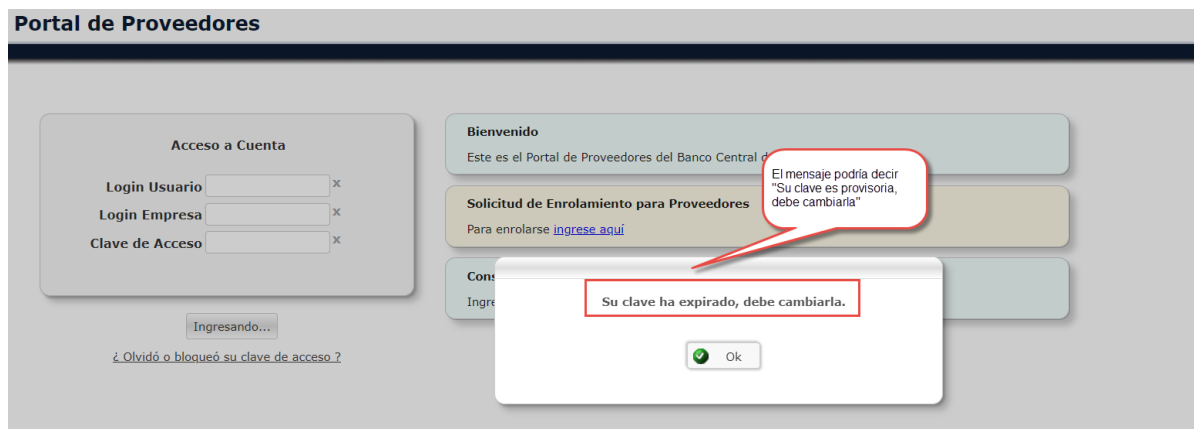 Portal de Proveedores
Acceso a Cuenta
Login Usuario x
Login Empresa x
Clave de Acceso x
Ingresando...
¿ Olvidó o bloqueó su clave de acceso ?
Bienvenido
Este es el Portal de Proveedores del Banco Central
Solicitud de Enrolamiento para Proveedores
Para enrolarse ingrese aquí
El mensaje podría decir
"Su clave es provisoria,
debe cambiarla"
Su clave ha expirado, debe cambiarla.
Ok